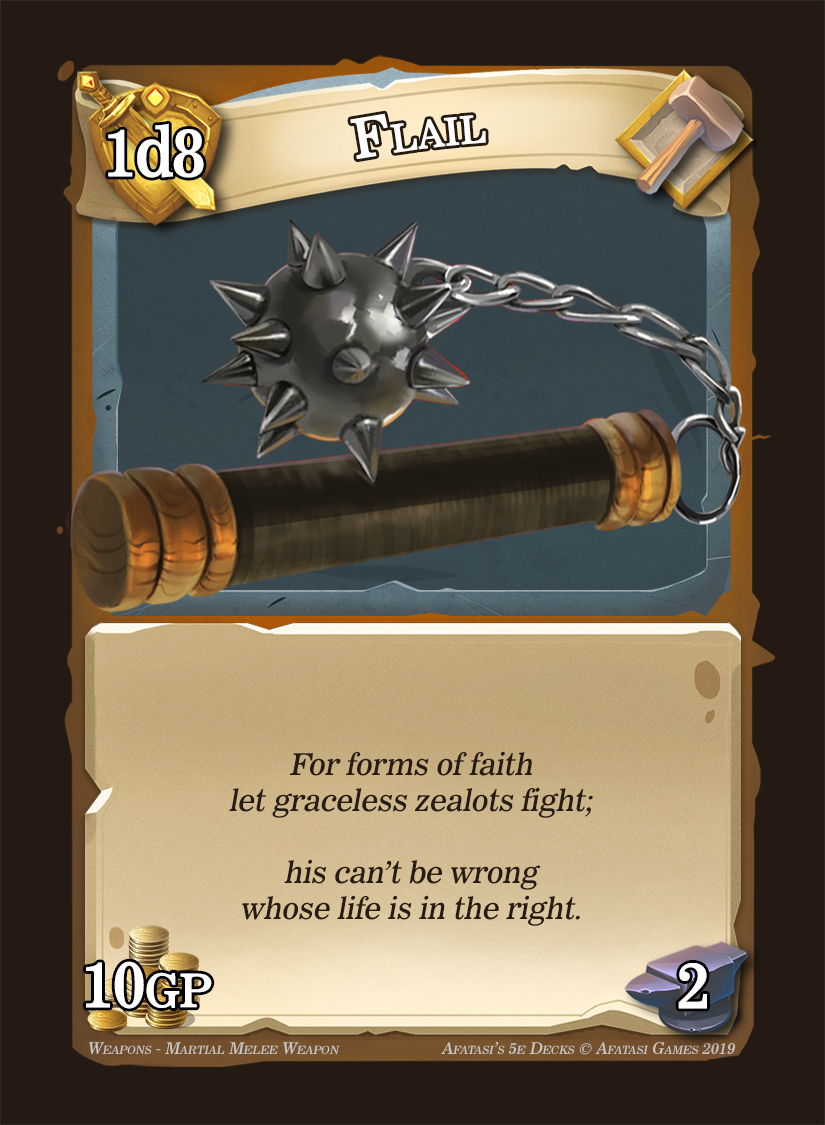 1d8
Flail
For forms of faith
let graceless zealots fight;
his can't be wrong
whose life is in the right.
10GP
2
Weapons - Martial Melee Weapon
Afatasi's 5e Decks © Afatasi Games 2019